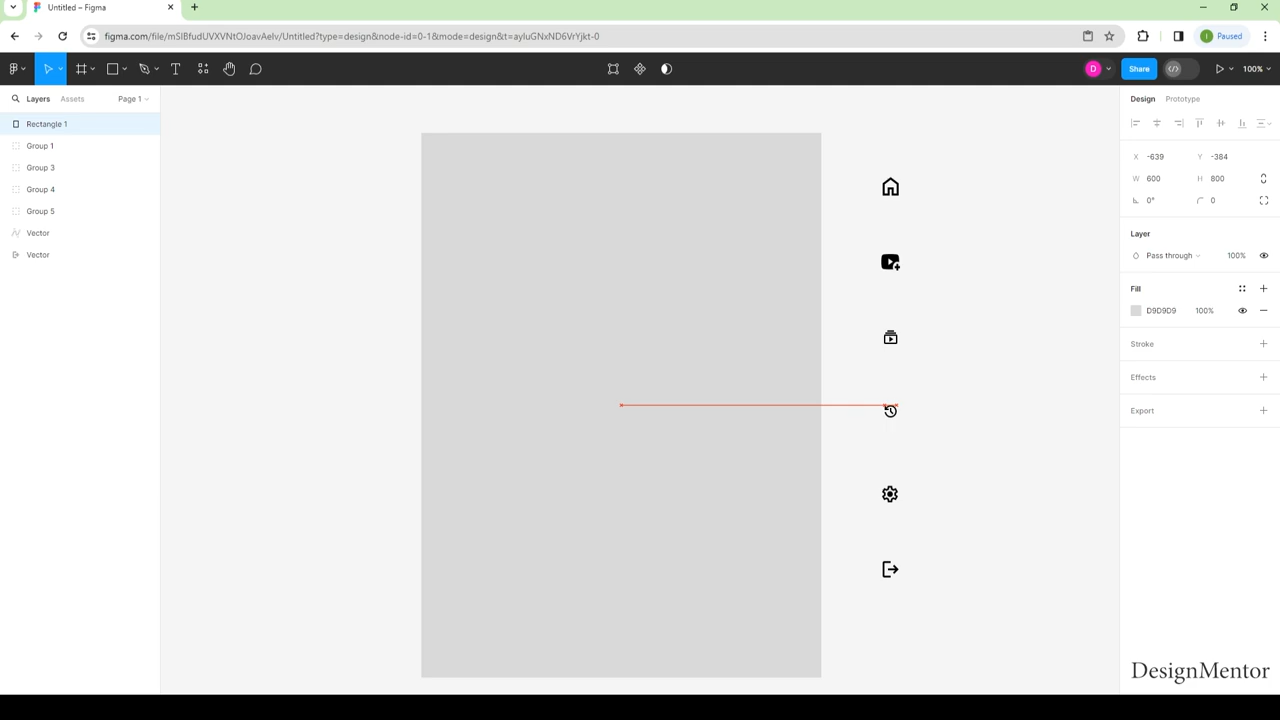 Untitled – Figma
figma.com/file/mSIBfudUVXVNtOJoavAeIv/Untitled?type=design&node-id=0-1&mode=design&t=ayIuGNxND6VrYjkt-0
I Paused
D Share </> 100%
Layers Assets Page 1
Rectangle 1
Group 1
Group 3
Group 4
Group 5
Vector
Vector
Design Prototype
X -639 Y -384
W 600 H 800
0° 0
Layer
Pass through 100%
Fill
D9D9D9 100%
Stroke
Effects
Export
DesignMentor